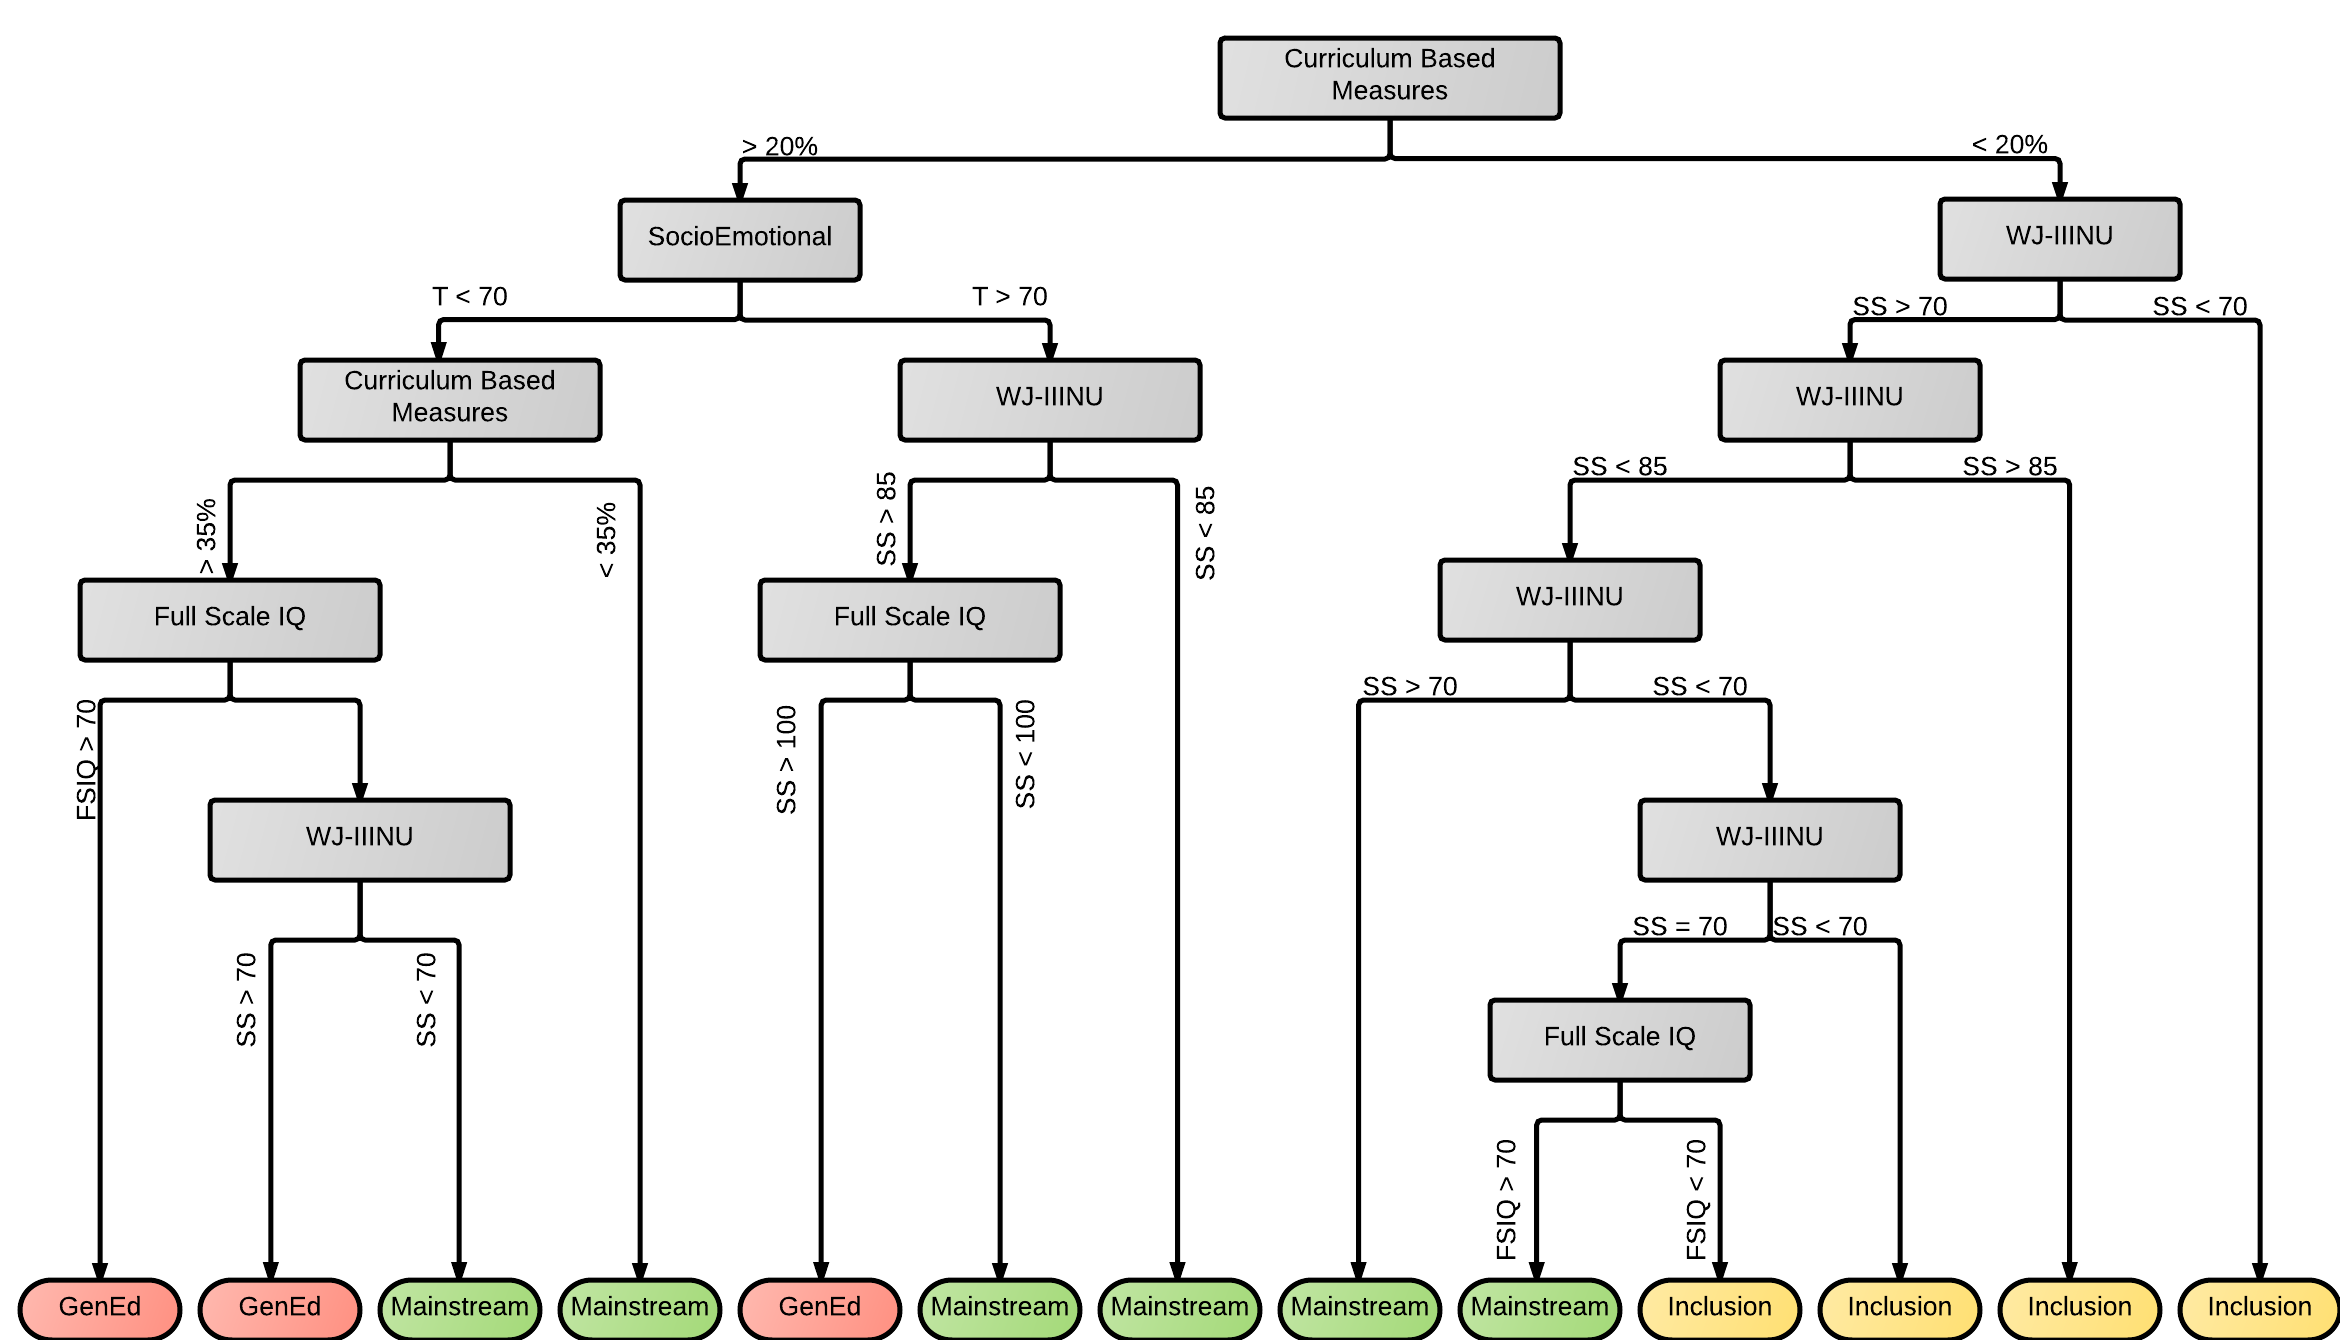 Curriculum Based
Measures
> 20%
< 20%
SocioEmotional
WJ-IIINU
T < 70
T > 70
SS > 70
SS < 70
Curriculum Based
Measures
WJ-IIINU
WJ-IIINU
> 35%
< 35%
SS > 85
SS < 85
SS < 85
SS > 85
Full Scale IQ
Full Scale IQ
WJ-IIINU
FSIQ > 70
SS > 100
SS < 100
SS > 70
SS < 70
WJ-IIINU
WJ-IIINU
SS > 70
SS < 70
SS = 70
SS < 70
Full Scale IQ
FSIQ > 70
FSIQ < 70
GenEd
GenEd
Mainstream
Mainstream
GenEd
Mainstream
Mainstream
Mainstream
Mainstream
Inclusion
Inclusion
Inclusion
Inclusion